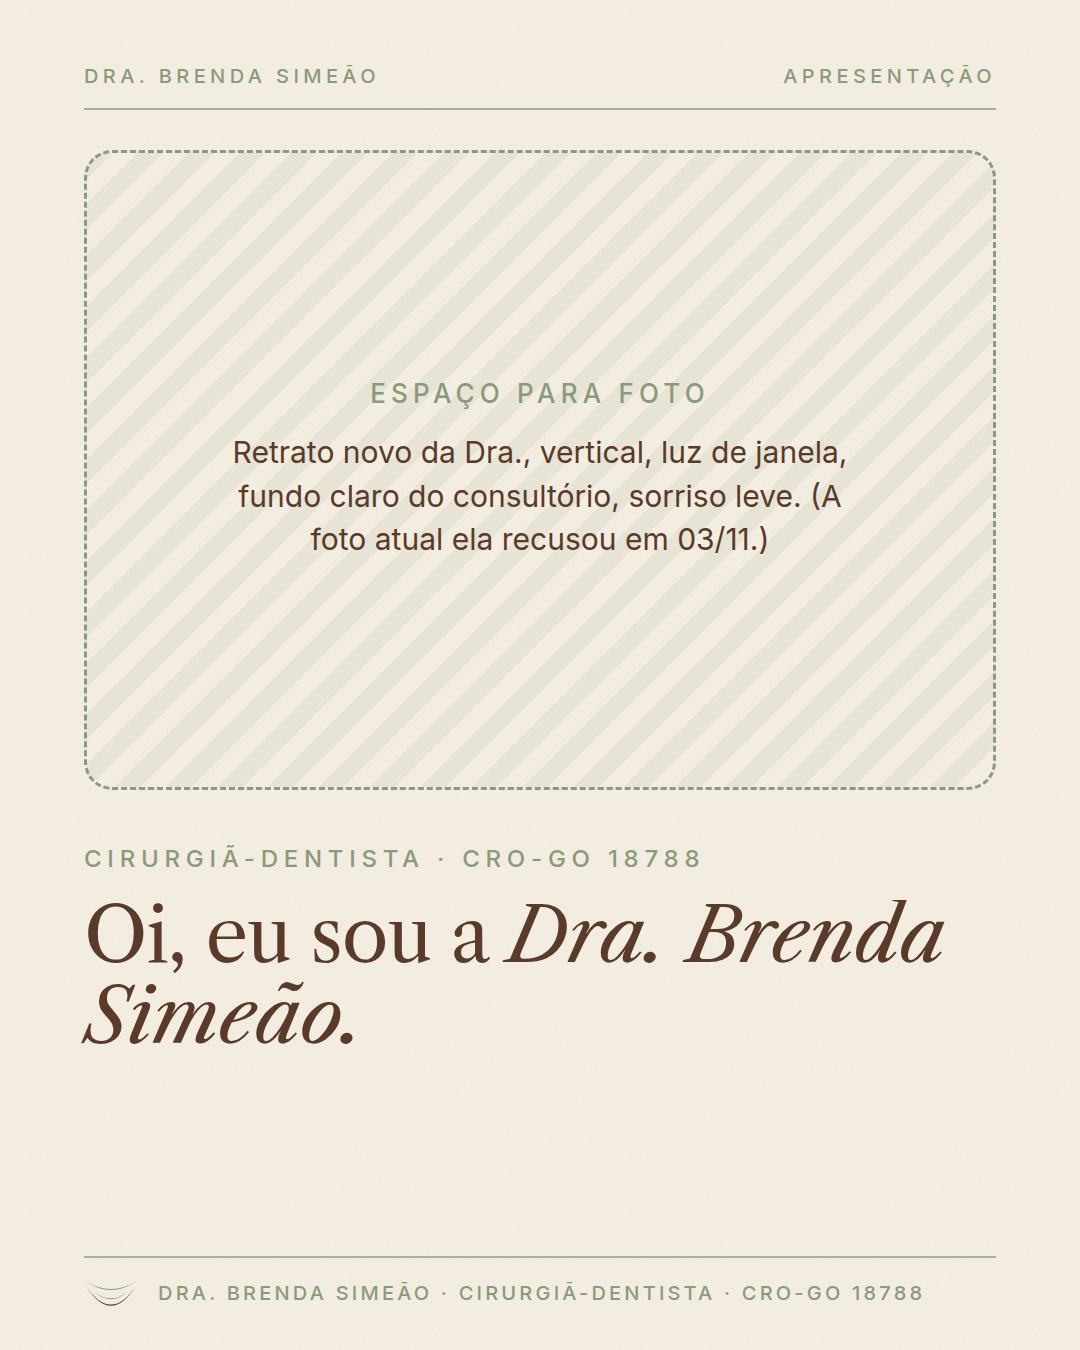 DRA. BRENDA SIMEÃO
APRESENTAÇÃO
ESPAÇO PARA FOTO
Retrato novo da Dra., vertical, luz de janela,
fundo claro do consultório, sorriso leve. (A
foto atual ela recusou em 03/11.)
CIRURGIÃ-DENTISTA · CRO-GO 18788
Oi, eu sou a Dra. Brenda
Simeão.
DRA. BRENDA SIMEÃO · CIRURGIÃ-DENTISTA · CRO-GO 18788